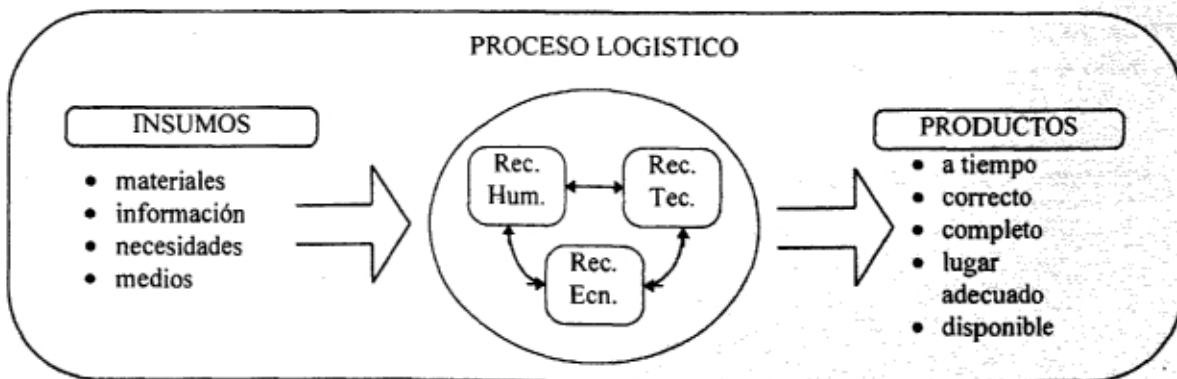 PROCESO LOGISTICO
INSUMOS
• materiales
• información
• necesidades
• medios
Rec.
Hum.
Rec.
Tec.
Rec.
Ecn.
PRODUCTOS
• a tiempo
• correcto
• completo
• lugar
adecuado
• disponible